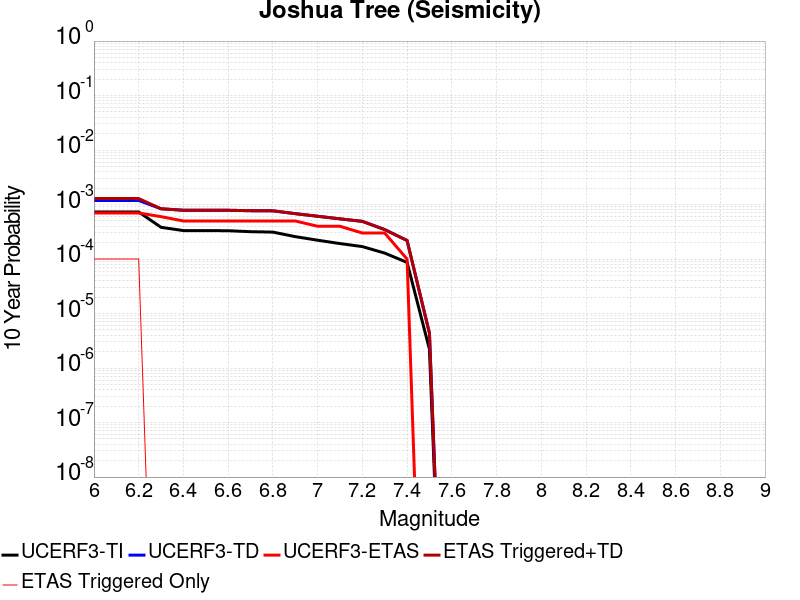 Joshua Tree (Seismicity)
10^0
10^-1
10^-2
10^-3
10^-4
10^-5
10^-6
10^-7
10^-8
10 Year Probability
6 6.2 6.4 6.6 6.8 7 7.2 7.4 7.6 7.8 8 8.2 8.4 8.6 8.8 9
Magnitude
UCERF3-TI UCERF3-TD UCERF3-ETAS ETAS Triggered+TD
ETAS Triggered Only